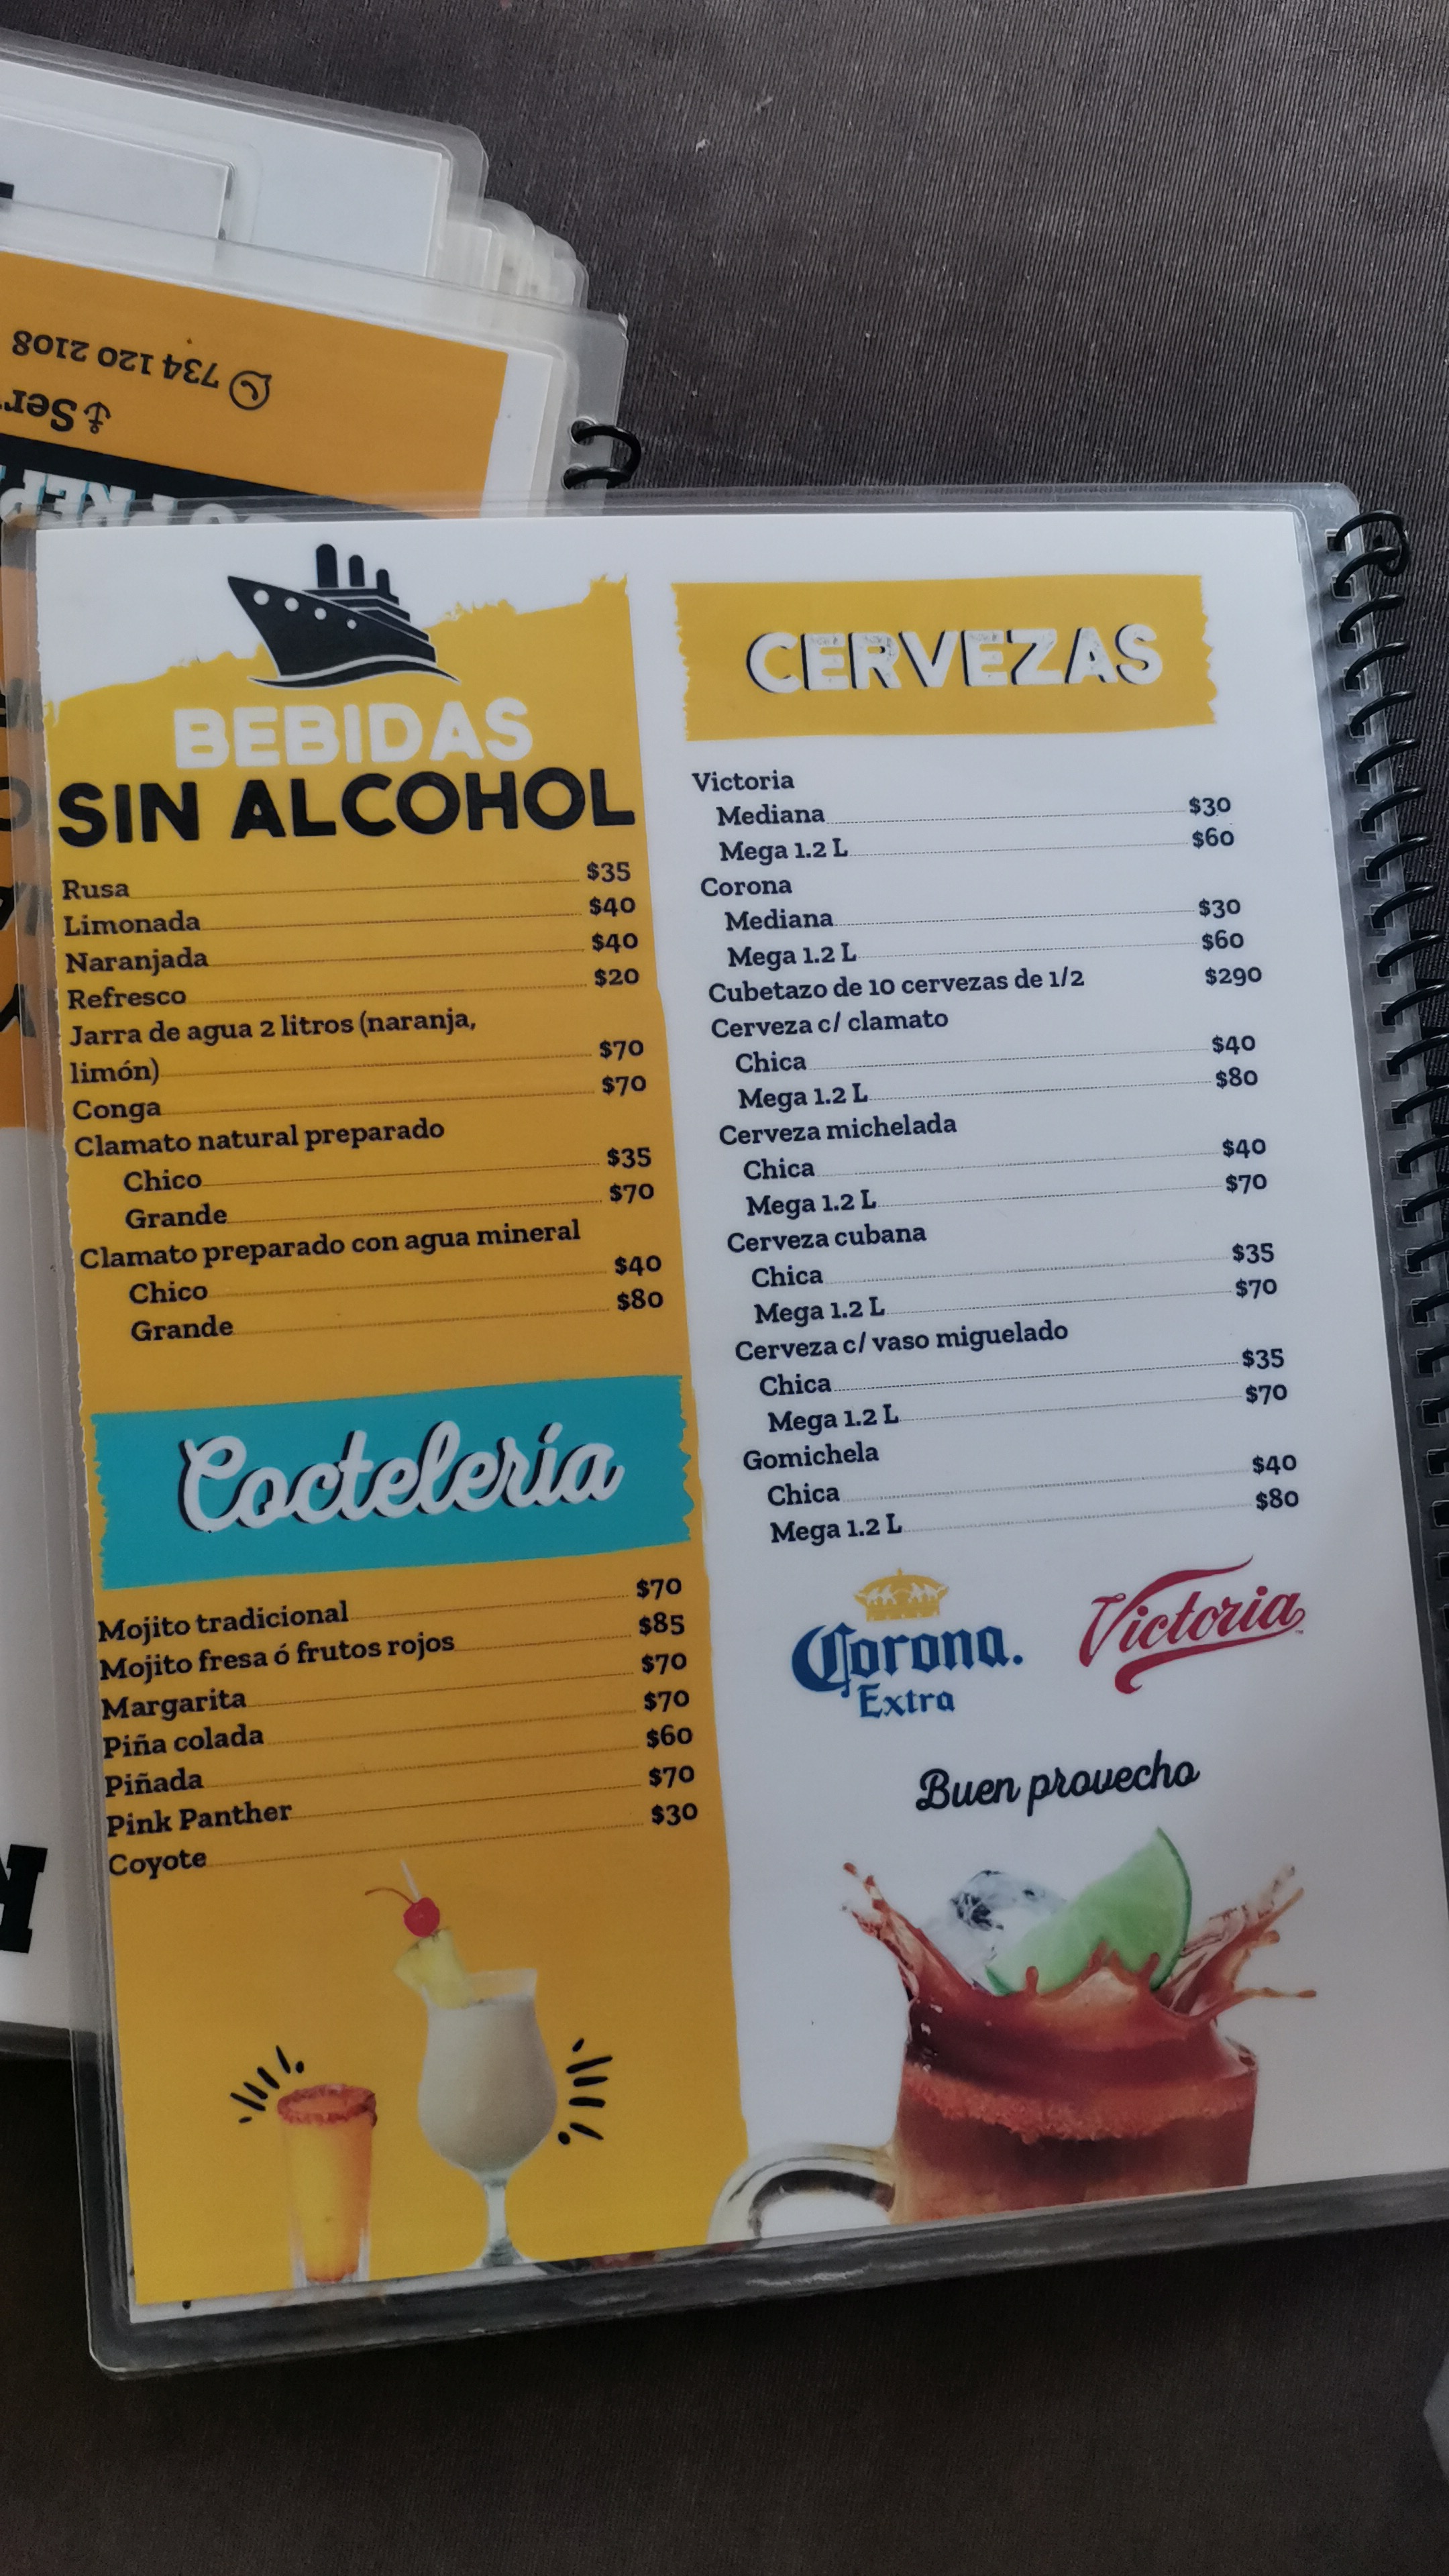 734 120 2108
Ser
BEBIDAS
SIN ALCOHOL
Rusa $35
Limonada $40
Naranjada $40
Refresco $20
Jarra de agua 2 litros (naranja,
limón) $70
Conga $70
Clamato natural preparado
Chico $35
Grande $70
Clamato preparado con agua mineral
Chico $40
Grande $80
Coctelería
Mojito tradicional $70
Mojito fresa ó frutos rojos $85
Margarita $70
Piña colada $70
Piñada $60
Pink Panther $70
Coyote $30
CERVEZAS
Victoria
Mediana $30
Mega 1.2 L $60
Corona
Mediana $30
Mega 1.2 L $60
Cubetazo de 10 cervezas de 1/2 $290
Cerveza c/ clamato
Chica $40
Mega 1.2 L $80
Cerveza michelada
Chica $40
Mega 1.2 L $70
Cerveza cubana
Chica $35
Mega 1.2 L $70
Cerveza c/ vaso miguelado
Chica $35
Mega 1.2 L $70
Gomichela
Chica $40
Mega 1.2 L $80
Corona.
Extra
Victoria
Buen provecho